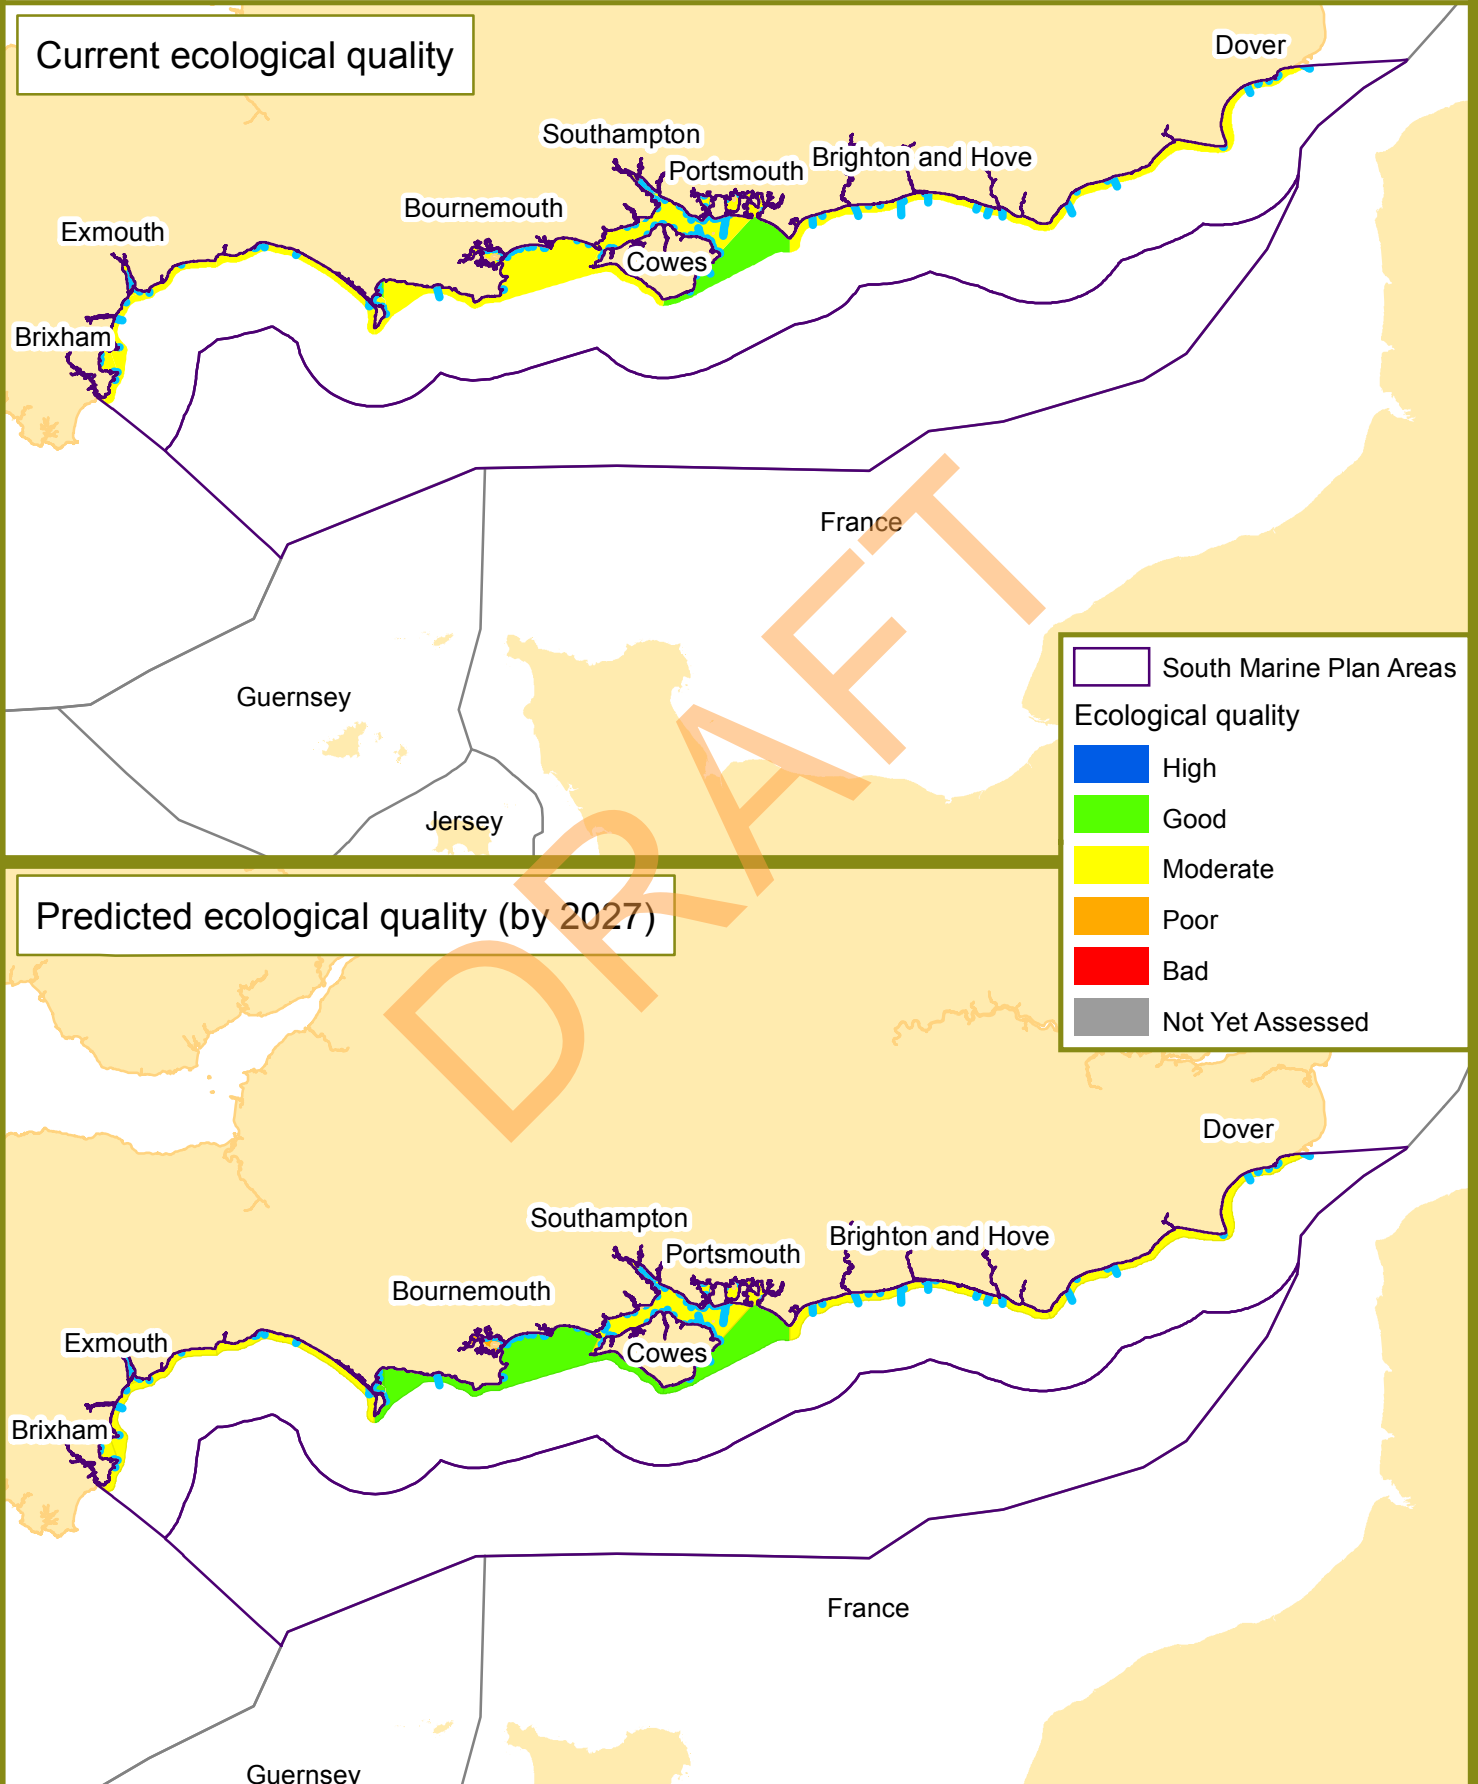 Current ecological quality
Dover
Southampton
Portsmouth
Brighton and Hove
Bournemouth
Exmouth
Cowes
Brixham
France
Guernsey
Jersey
South Marine Plan Areas
Ecological quality
High
Good
Moderate
Poor
Bad
Not Yet Assessed
DRAFT
Predicted ecological quality (by 2027)
Dover
Southampton
Portsmouth
Brighton and Hove
Bournemouth
Exmouth
Cowes
Brixham
France
Guernsey